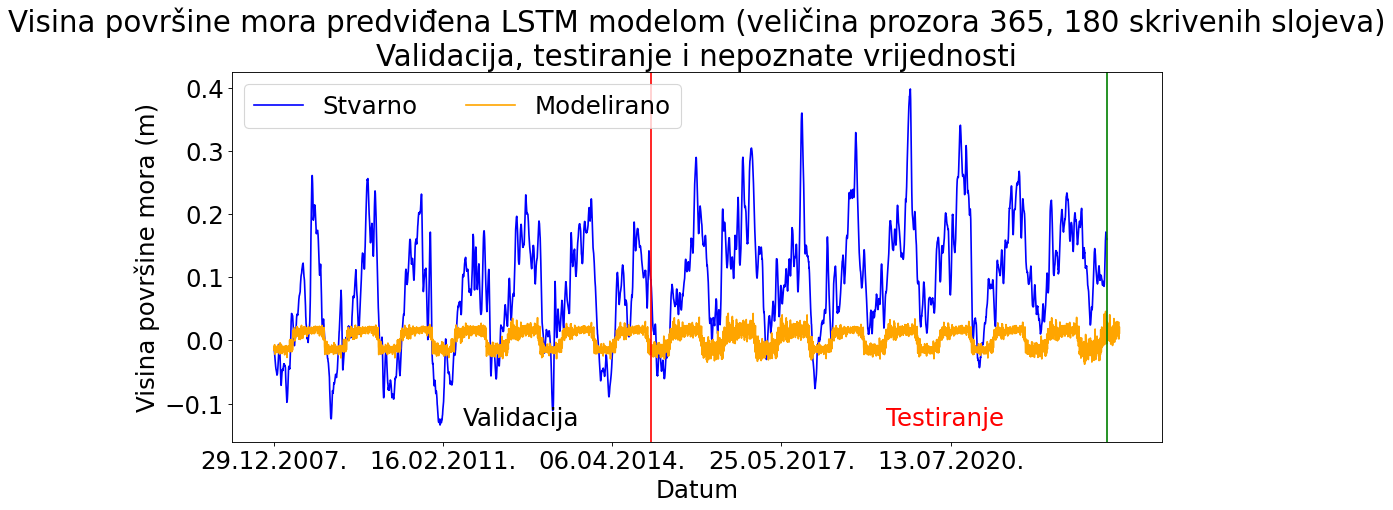 Visina površine mora predviđena LSTM modelom (veličina prozora 365, 180 skrivenih slojeva)
Validacija, testiranje i nepoznate vrijednosti
Stvarno
Modelirano
Visina površine mora (m)
0.4
0.3
0.2
0.1
0.0
−0.1
Validacija
Testiranje
29.12.2007.
16.02.2011.
06.04.2014.
25.05.2017.
13.07.2020.
Datum